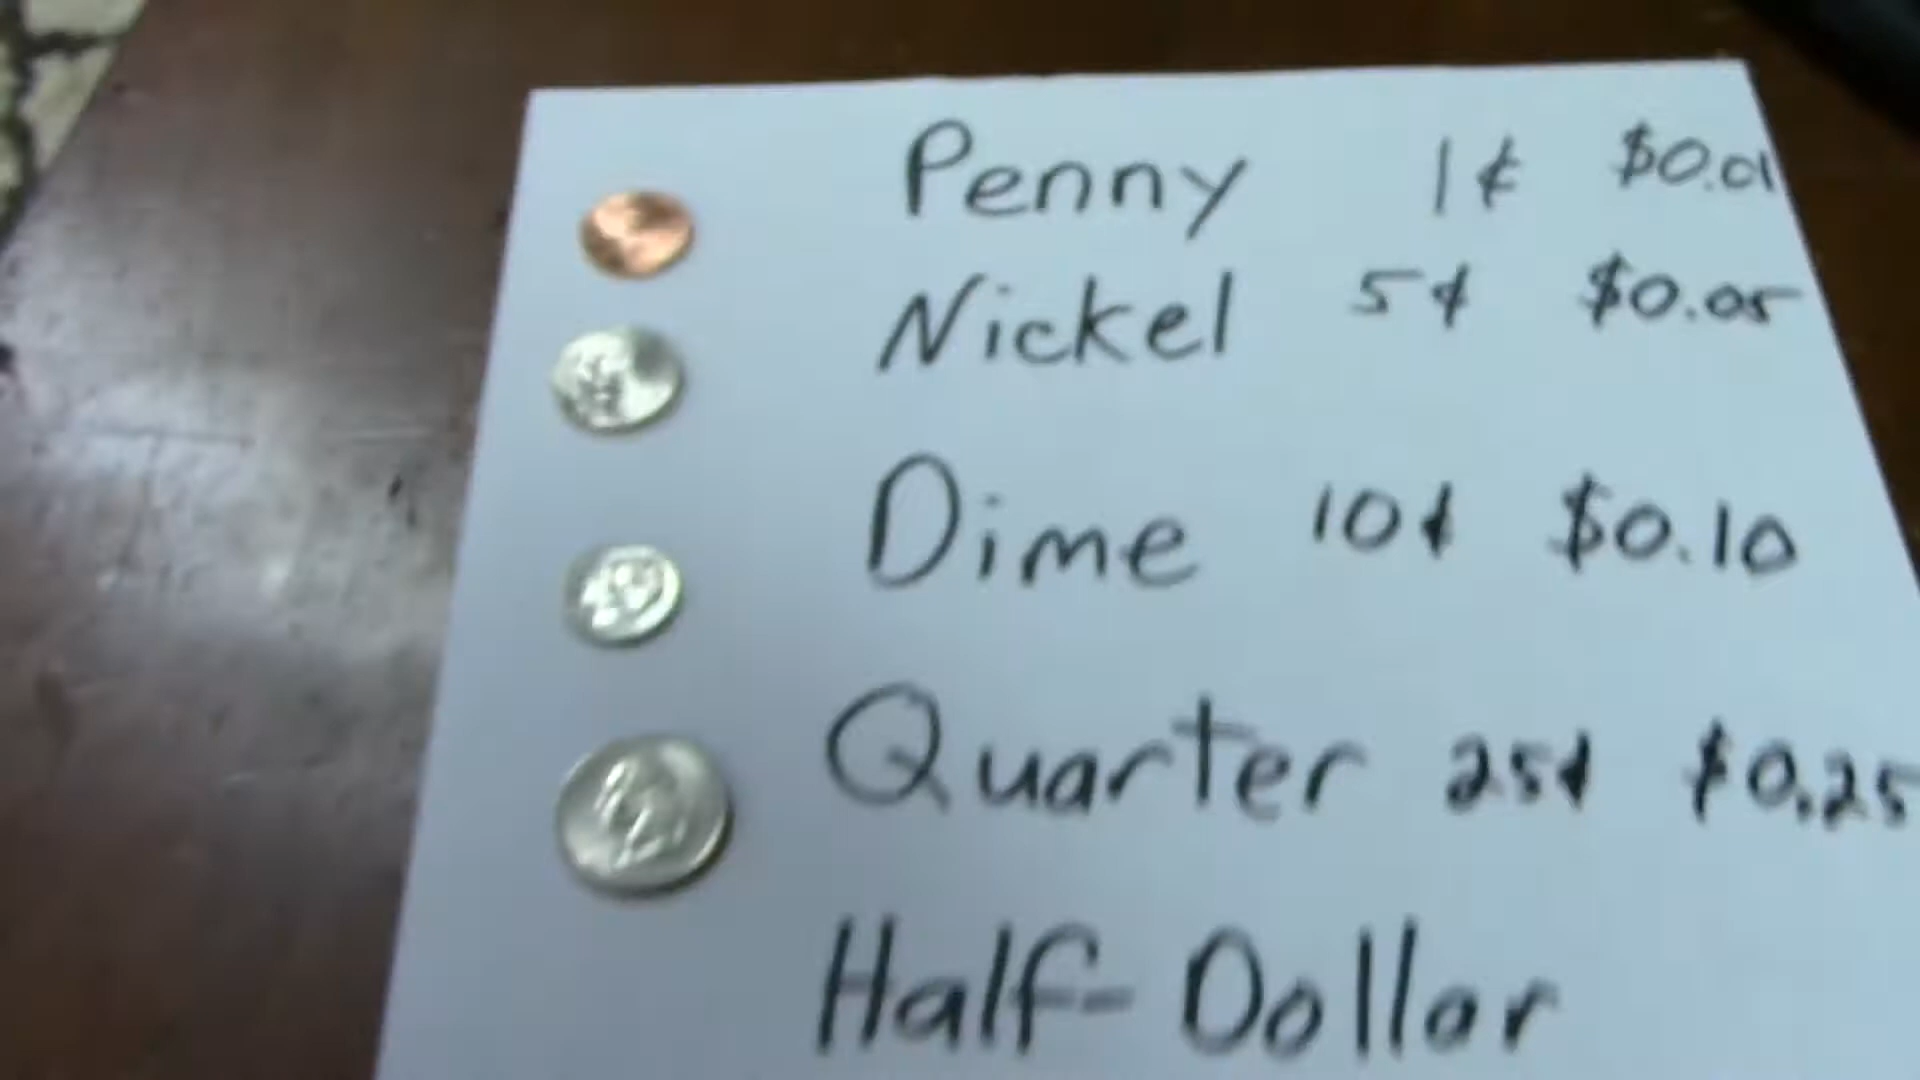 Penny 1¢ $0.01
Nickel 5¢ $0.05
Dime 10¢ $0.10
Quarter 25¢ $0.25
Half-Dollar